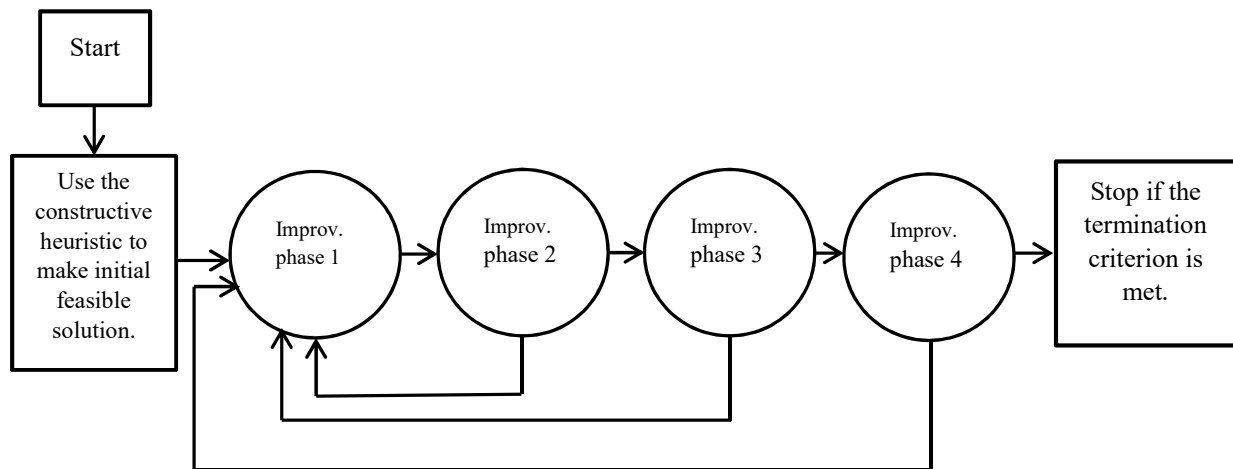 Start
Use the
constructive
heuristic to
make initial
feasible
solution.
Improv.
phase 1
Improv.
phase 2
Improv.
phase 3
Improv.
phase 4
Stop if the
termination
criterion is
met.